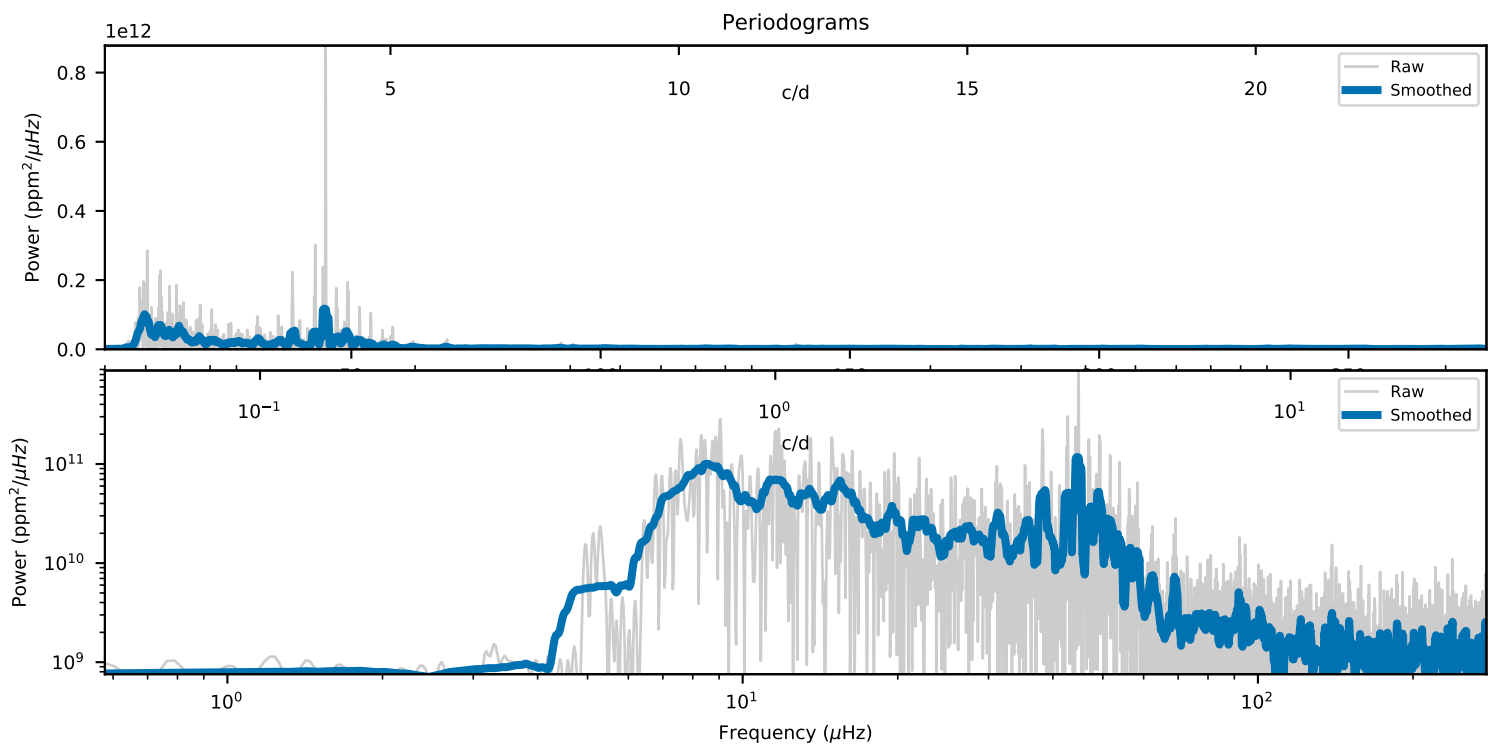 Periodograms
1e12
0.8
0.6
0.4
0.2
0.0
Power (ppm²/μHz)
5 10 15 20
c/d
Raw
Smoothed
10⁻¹ 10⁰ 10¹
c/d
Raw
Smoothed
10¹¹
10¹⁰
10⁹
Power (ppm²/μHz)
10⁰ 10¹ 10²
Frequency (μHz)